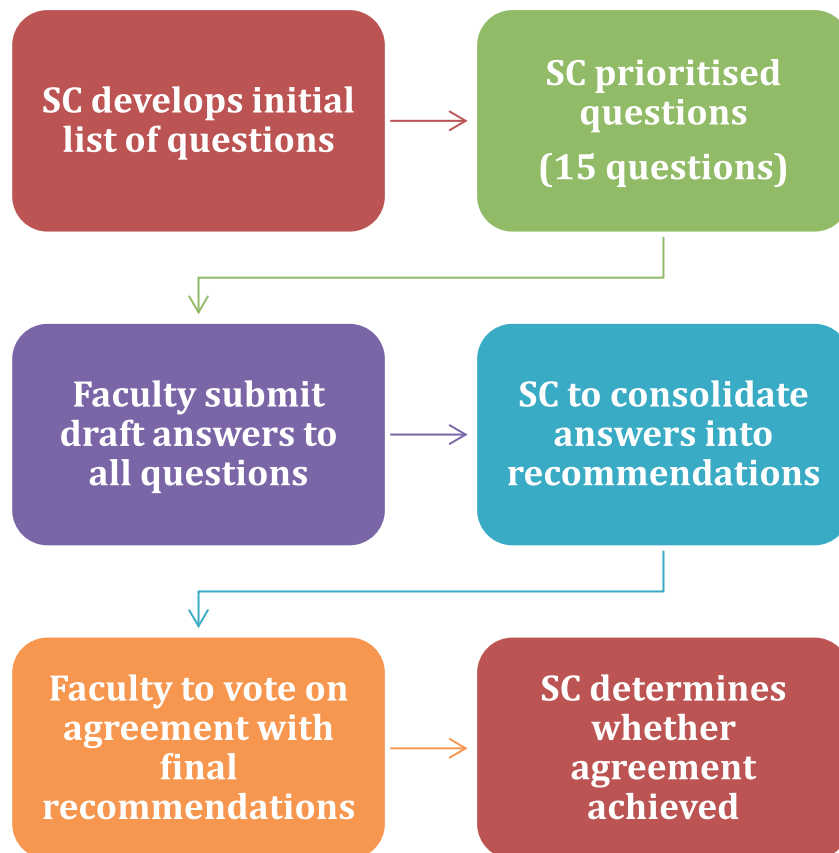 SC develops initial
list of questions
SC prioritised
questions
(15 questions)
Faculty submit
draft answers to
all questions
SC to consolidate
answers into
recommendations
Faculty to vote on
agreement with
final
recommendations
SC determines
whether
agreement
achieved